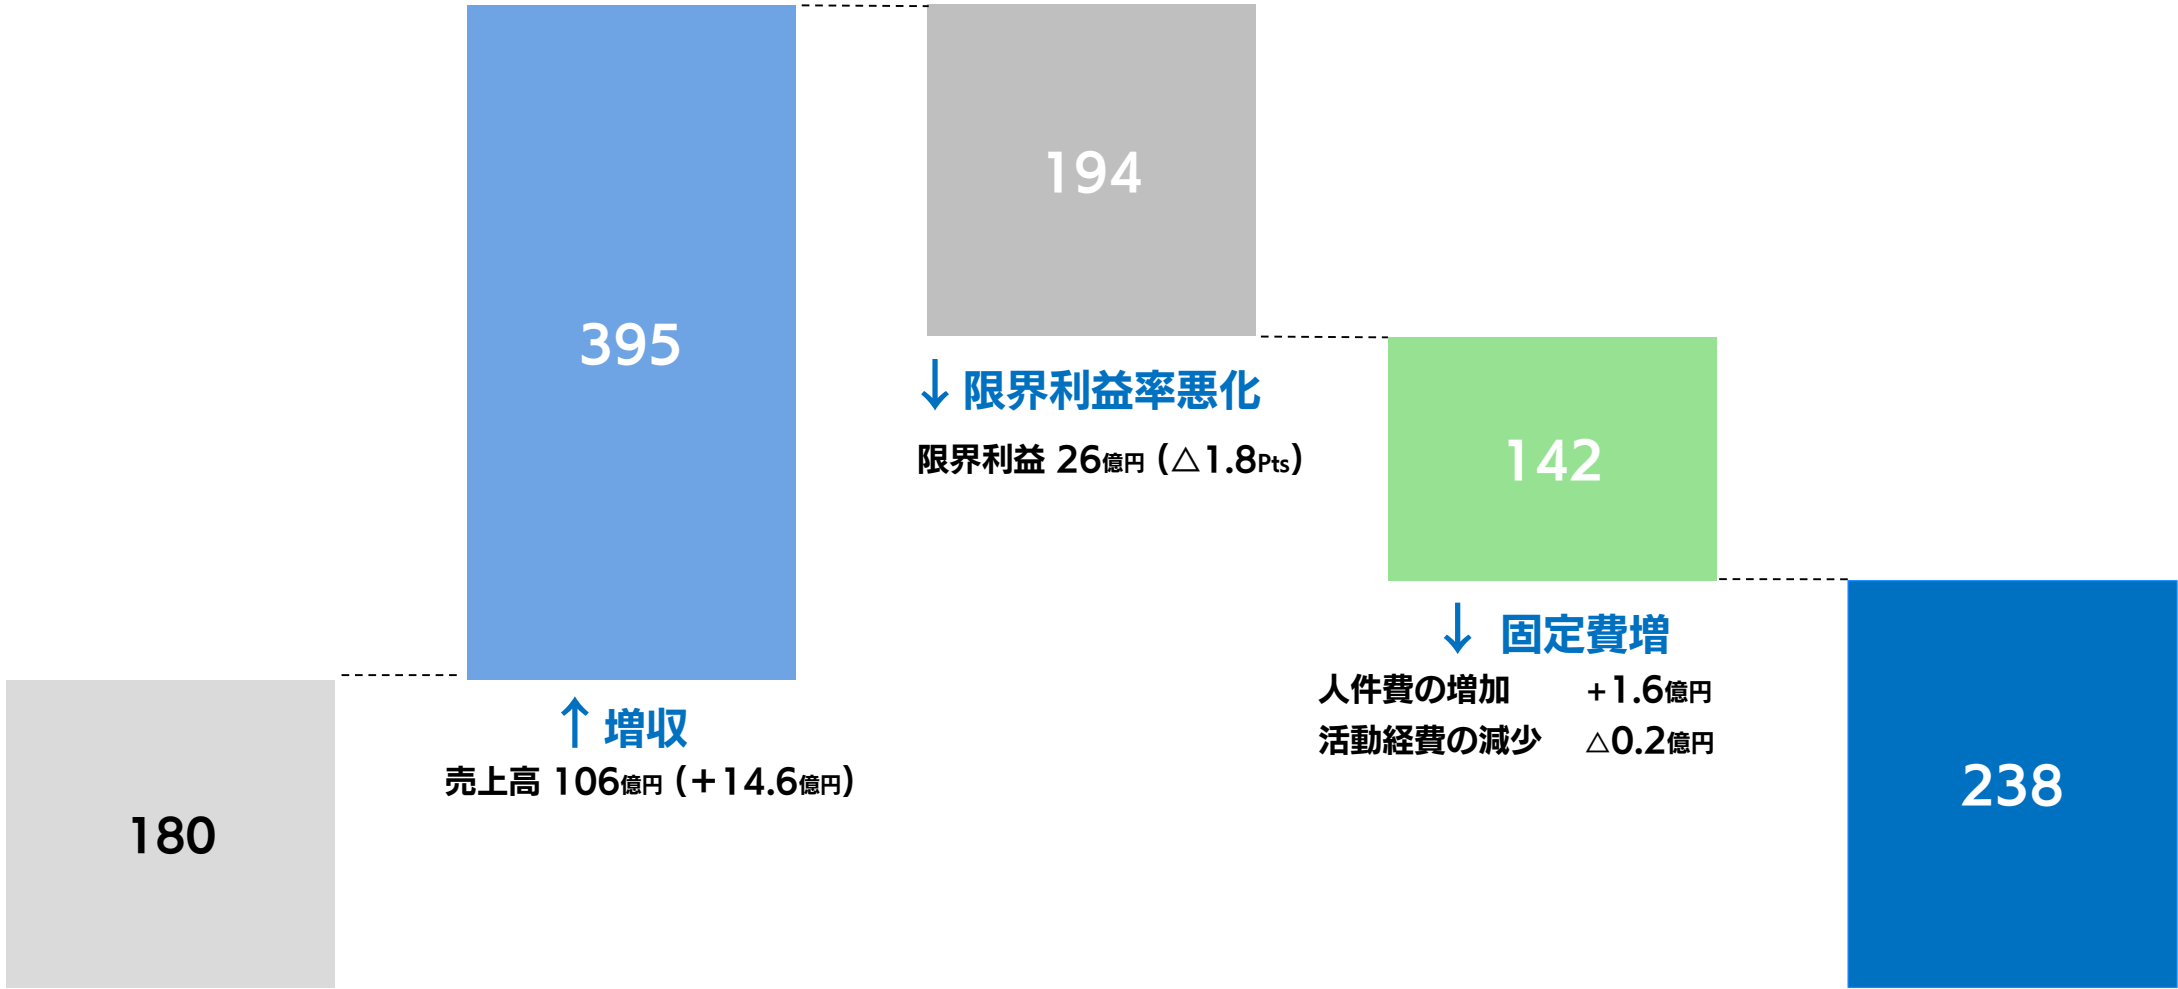 194
395
↓ 限界利益率悪化
限界利益 26億円 (△1.8Pts)
142
↓ 固定費増
人件費の増加 +1.6億円
活動経費の減少 △0.2億円
↑ 増収
売上高 106億円 (+14.6億円)
180
238